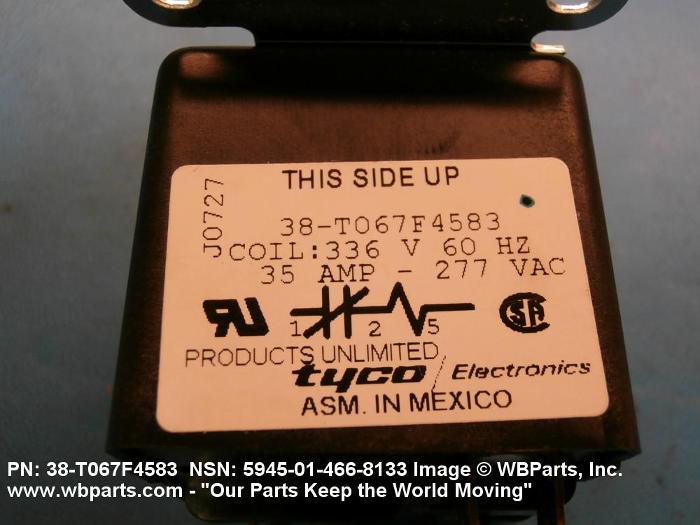 THIS SIDE UP
J0727
38-T067F4583
COIL:336 V 60 HZ
35 AMP - 277 VAC
1 2 5
PRODUCTS UNLIMITED
tyco / Electronics
ASM. IN MEXICO
PN: 38-T067F4583 NSN: 5945-01-466-8133 Image © WBParts, Inc.
www.wbparts.com - "Our Parts Keep the World Moving"